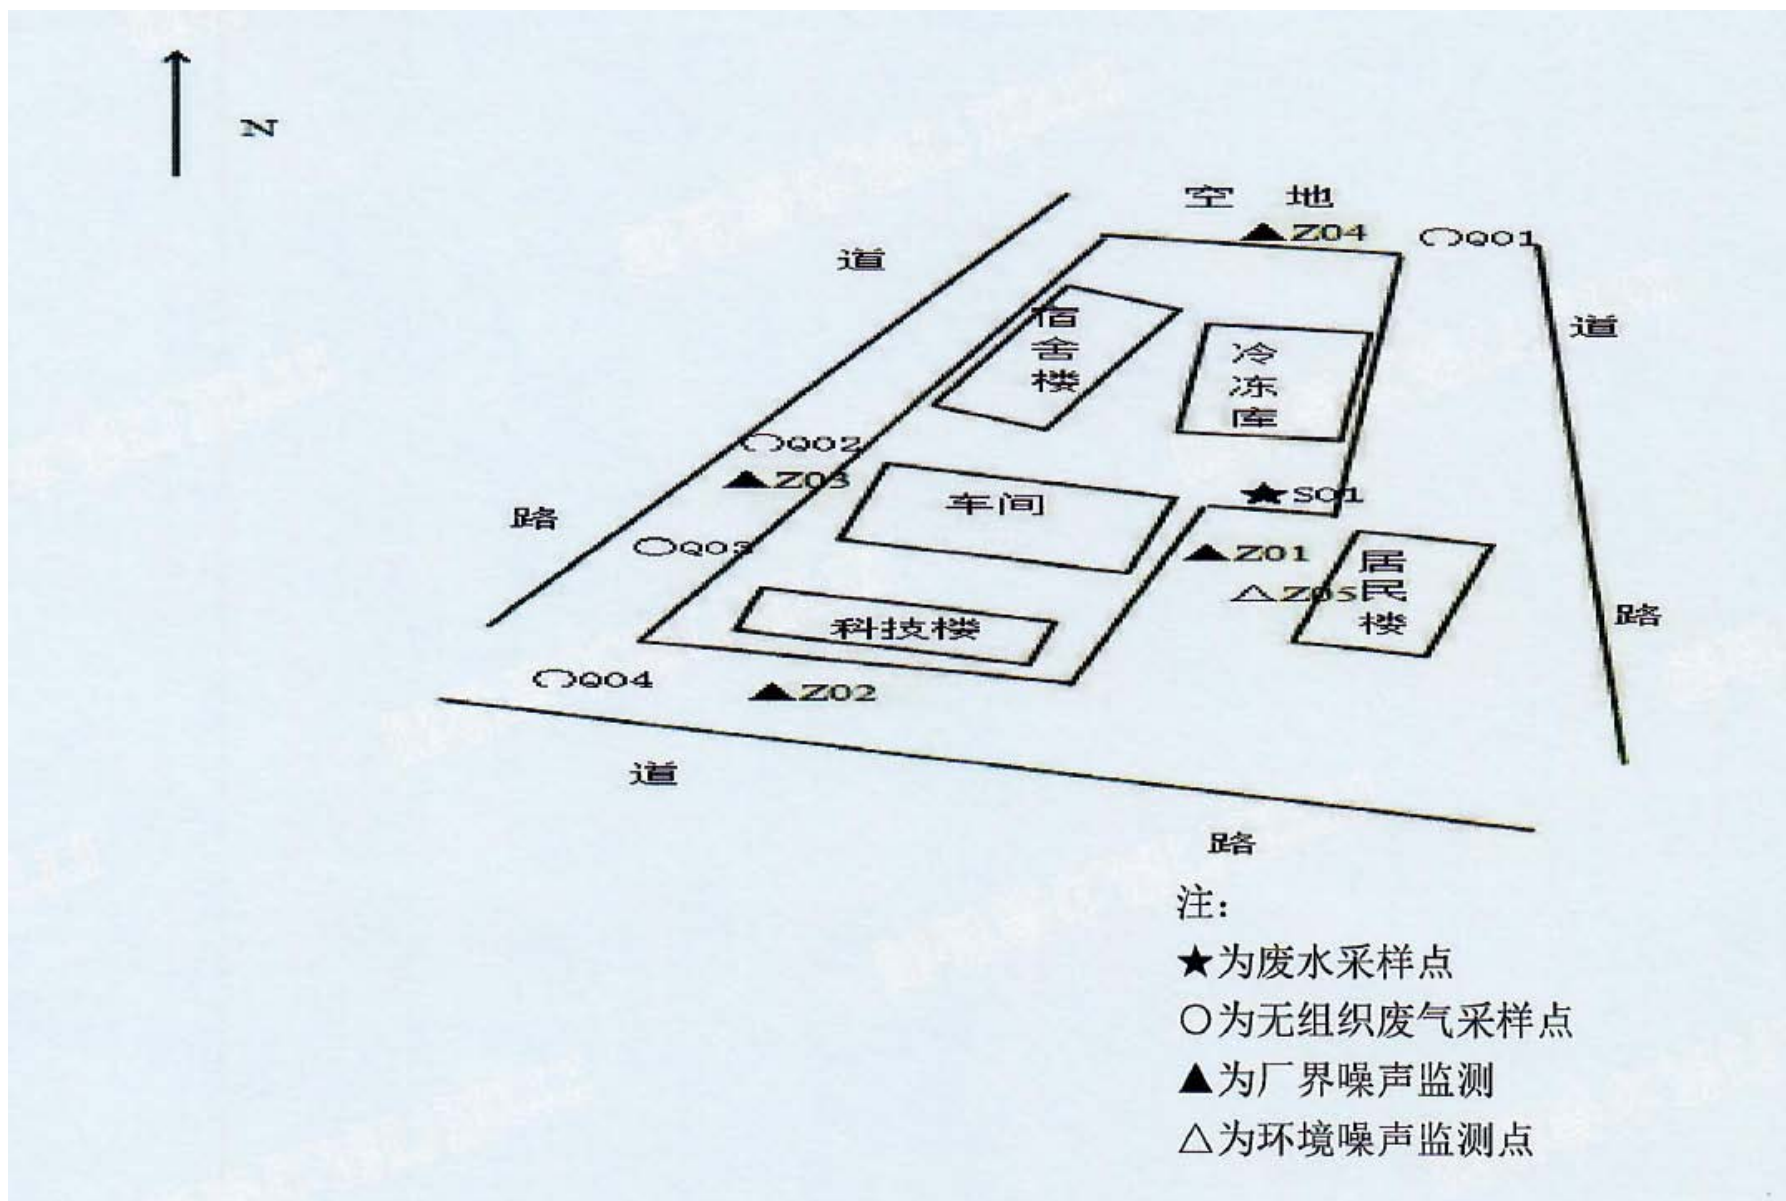 N
空 地
▲Z04
○Q01
道
道
宿舍楼
冷冻库
○Q02
▲Z03
车间
★S01
路
○Q03
▲Z01
居民楼
△Z05
科技楼
路
○Q04
▲Z02
道
路
注：
★为废水采样点
○为无组织废气采样点
▲为厂界噪声监测
△为环境噪声监测点